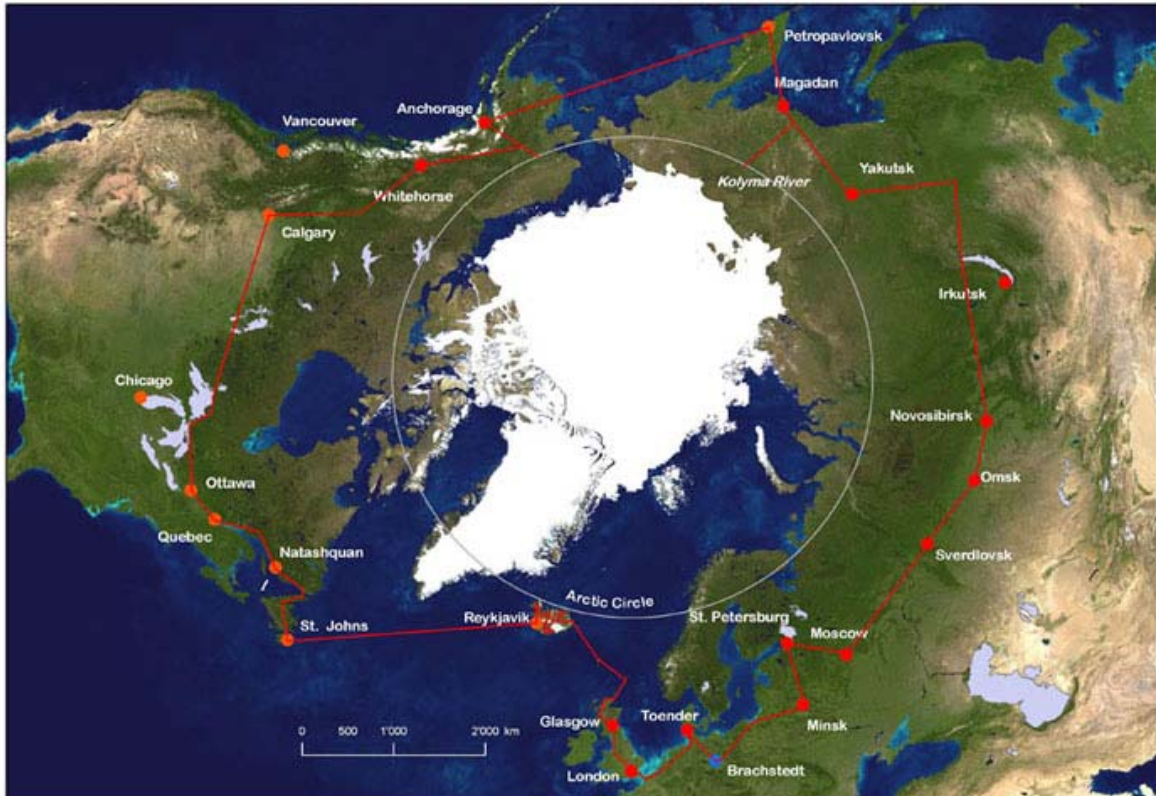 Petropavlovsk
Magadan
Anchorage
Vancouver
Yakutsk
Kolyma River
Whitehorse
Calgary
Irkutsk
Chicago
Novosibirsk
Ottawa
Omsk
Quebec
Sverdlovsk
Natashquan
Arctic Circle
Reykjavik
St. Petersburg
St. Johns
Moscow
Glasgow
Toender
Minsk
0 500 1'000 2'000 km
London
Brachstedt